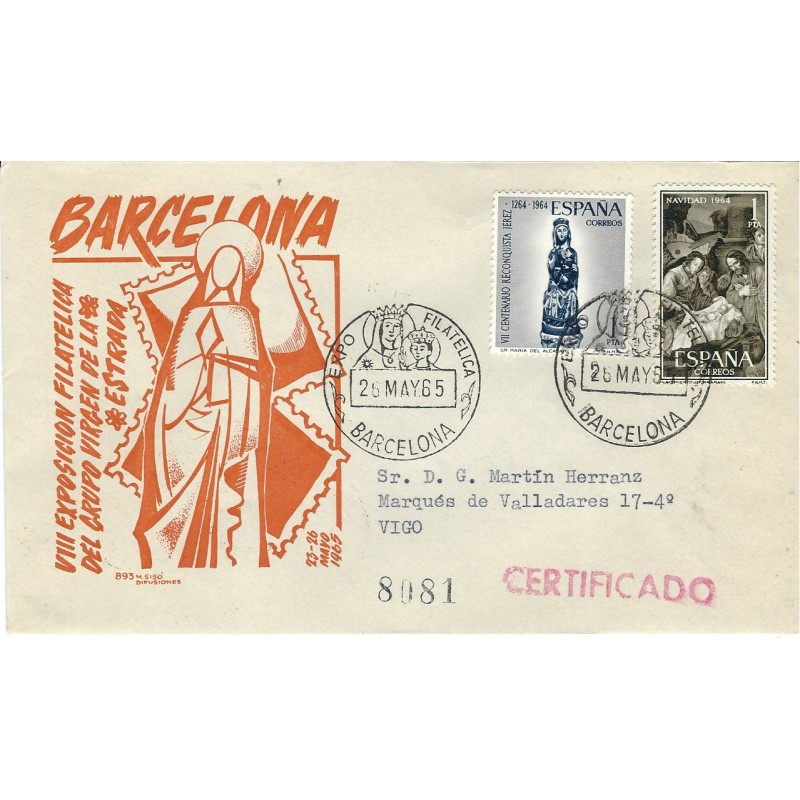 BARCELONA
VIII EXPOSICION FILATELICA
DEL GRUPO VIRGEN DE LA
ESTRADA
23-26
MAYO
1965
893 M. SISÓ
DIFUSIONES
VII CENTENARIO RECONQUISTA JEREZ · 1264-1964
ESPAÑA
CORREOS
1
PTA
F.N.M.T.
NAVIDAD 1964
1
PTA
ESPAÑA
CORREOS
F.N.M.T.
EXPO FILATELICA
26 MAY.65
BARCELONA
EXPO
26 MAY.65
BARCELONA
Sr. D. G. Martín Herranz
Marqués de Valladares 17-4º
VIGO
8081
CERTIFICADO